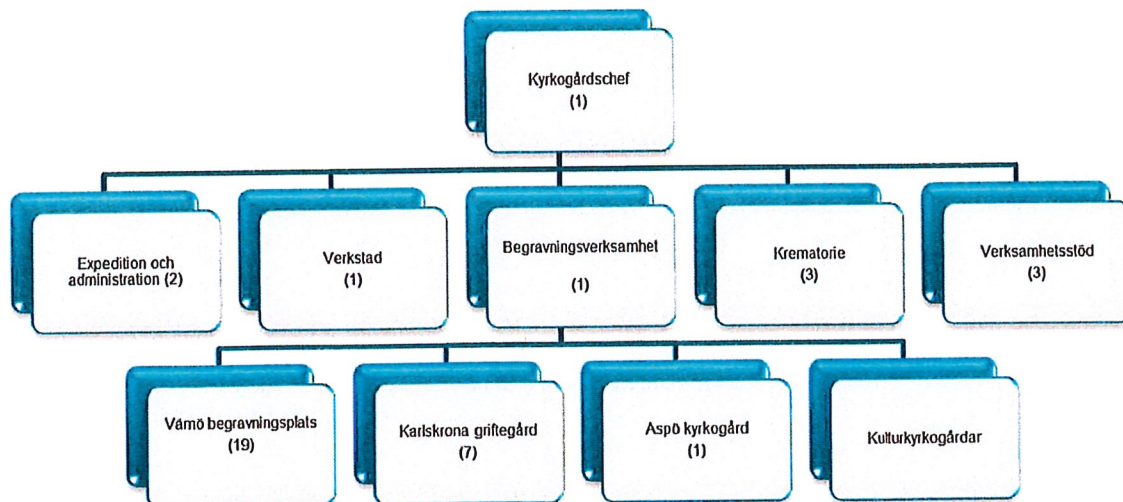 Kyrkogårdschef
(1)
Expedition och
administration (2)
Verkstad
(1)
Begravningsverksamhet
(1)
Krematorie
(3)
Verksamhetsstöd
(3)
Vämö begravningsplats
(19)
Karlskrona griftegård
(7)
Aspö kyrkogård
(1)
Kulturkyrkogårdar